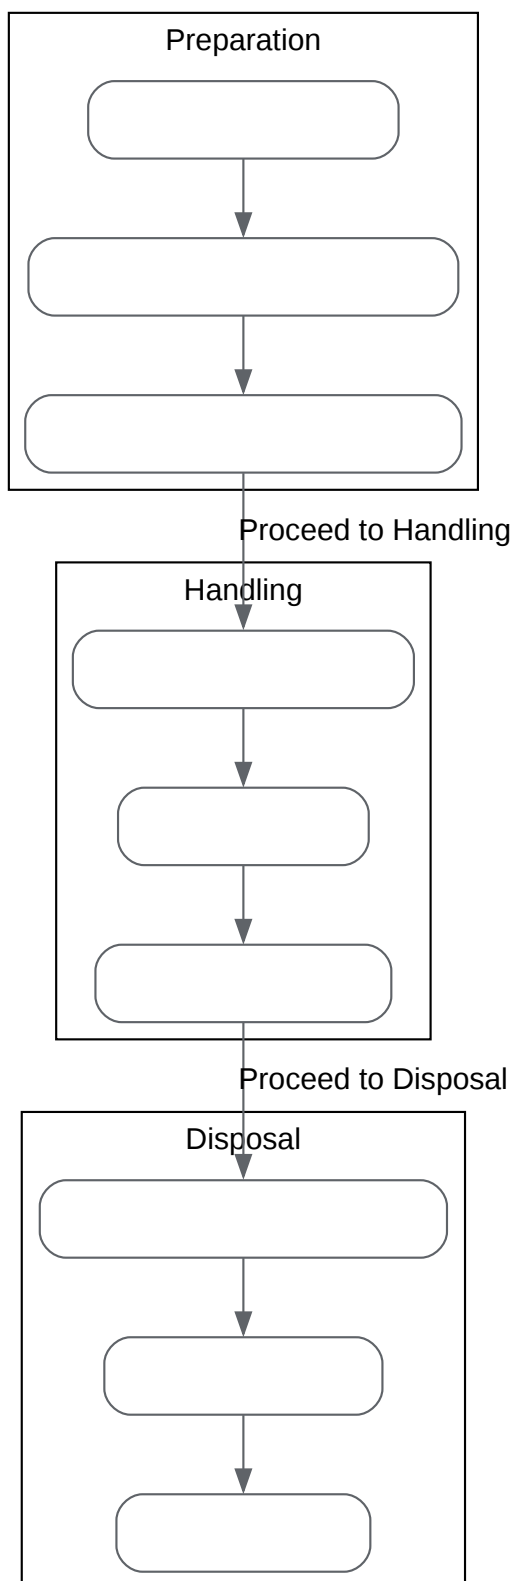 Preparation
Proceed to Handling
Handling
Proceed to Disposal
Disposal